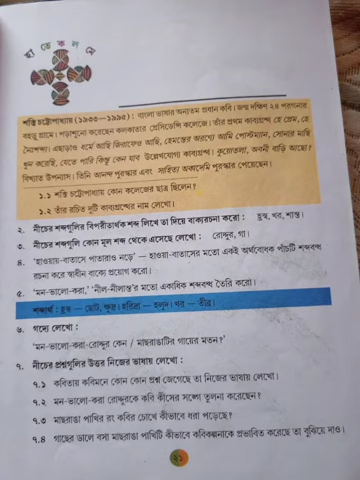 হা তে ক ল মে
শক্তি চট্টোপাধ্যায় (১৯৩৩—১৯৯৫) : বাংলা ভাষার অন্যতম প্রধান কবি। জন্ম দক্ষিণ ২৪ পরগনার
বহড়ু গ্রামে। পড়াশুনো করেছেন কলকাতার প্রেসিডেন্সি কলেজে। তাঁর প্রথম কাব্যগ্রন্থ হে প্রেম, হে
নৈঃশব্দ্য। এছাড়াও ধর্মে আছি জিরাফেও আছি, হেমন্তের অরণ্যে আমি পোস্টম্যান, সোনার মাছি
খুন করেছি, যেতে পারি কিন্তু কেন যাব উল্লেখযোগ্য কাব্যগ্রন্থ। কুয়োতলা, অবনী বাড়ি আছো?
বিখ্যাত উপন্যাস। তিনি আনন্দ পুরস্কার এবং সাহিত্য অকাদেমি পুরস্কার পেয়েছেন।
১.১ শক্তি চট্টোপাধ্যায় কোন কলেজের ছাত্র ছিলেন?
১.২ তাঁর রচিত দুটি কাব্যগ্রন্থের নাম লেখো।
২. নীচের শব্দগুলির বিপরীতার্থক শব্দ লিখে তা দিয়ে বাক্যরচনা করো : হ্রস্ব, খর, শান্ত।
৩. নীচের শব্দগুলি কোন মূল শব্দ থেকে এসেছে লেখো : রোদ্দুর, গা।
৪. 'হাওয়ায়-বাতাসে পাতারাও নড়ে' — হাওয়া-বাতাসের মতো একই অর্থবোধক পাঁচটি শব্দবন্ধ
রচনা করে স্বাধীন বাক্যে প্রয়োগ করো।
৫. 'মন-ভালো-করা,' 'নীল-নীলান্ত'র মতো একাধিক শব্দবন্ধ তৈরি করো।
শব্দার্থ : হ্রস্ব — ছোট, ক্ষুদ্র। হরিদ্রা — হলুদ। খর — তীব্র।
৬. গদ্যে লেখো :
'মন-ভালো-করা-রোদ্দুর কেন / মাছরাঙাটির গায়ের মতন?'
৭. নীচের প্রশ্নগুলির উত্তর নিজের ভাষায় লেখো :
৭.১ কবিতায় কবিমনে কোন কোন প্রশ্ন জেগেছে তা নিজের ভাষায় লেখো।
৭.২ মন-ভালো-করা রোদ্দুরকে কবি কীসের সঙ্গে তুলনা করেছেন?
৭.৩ মাছরাঙা পাখির রং কবির চোখে কীভাবে ধরা পড়েছে?
৭.৪ গাছের ডালে বসা মাছরাঙা পাখিটি কীভাবে কবিকল্পনাকে প্রভাবিত করেছে তা বুঝিয়ে দাও।
২১